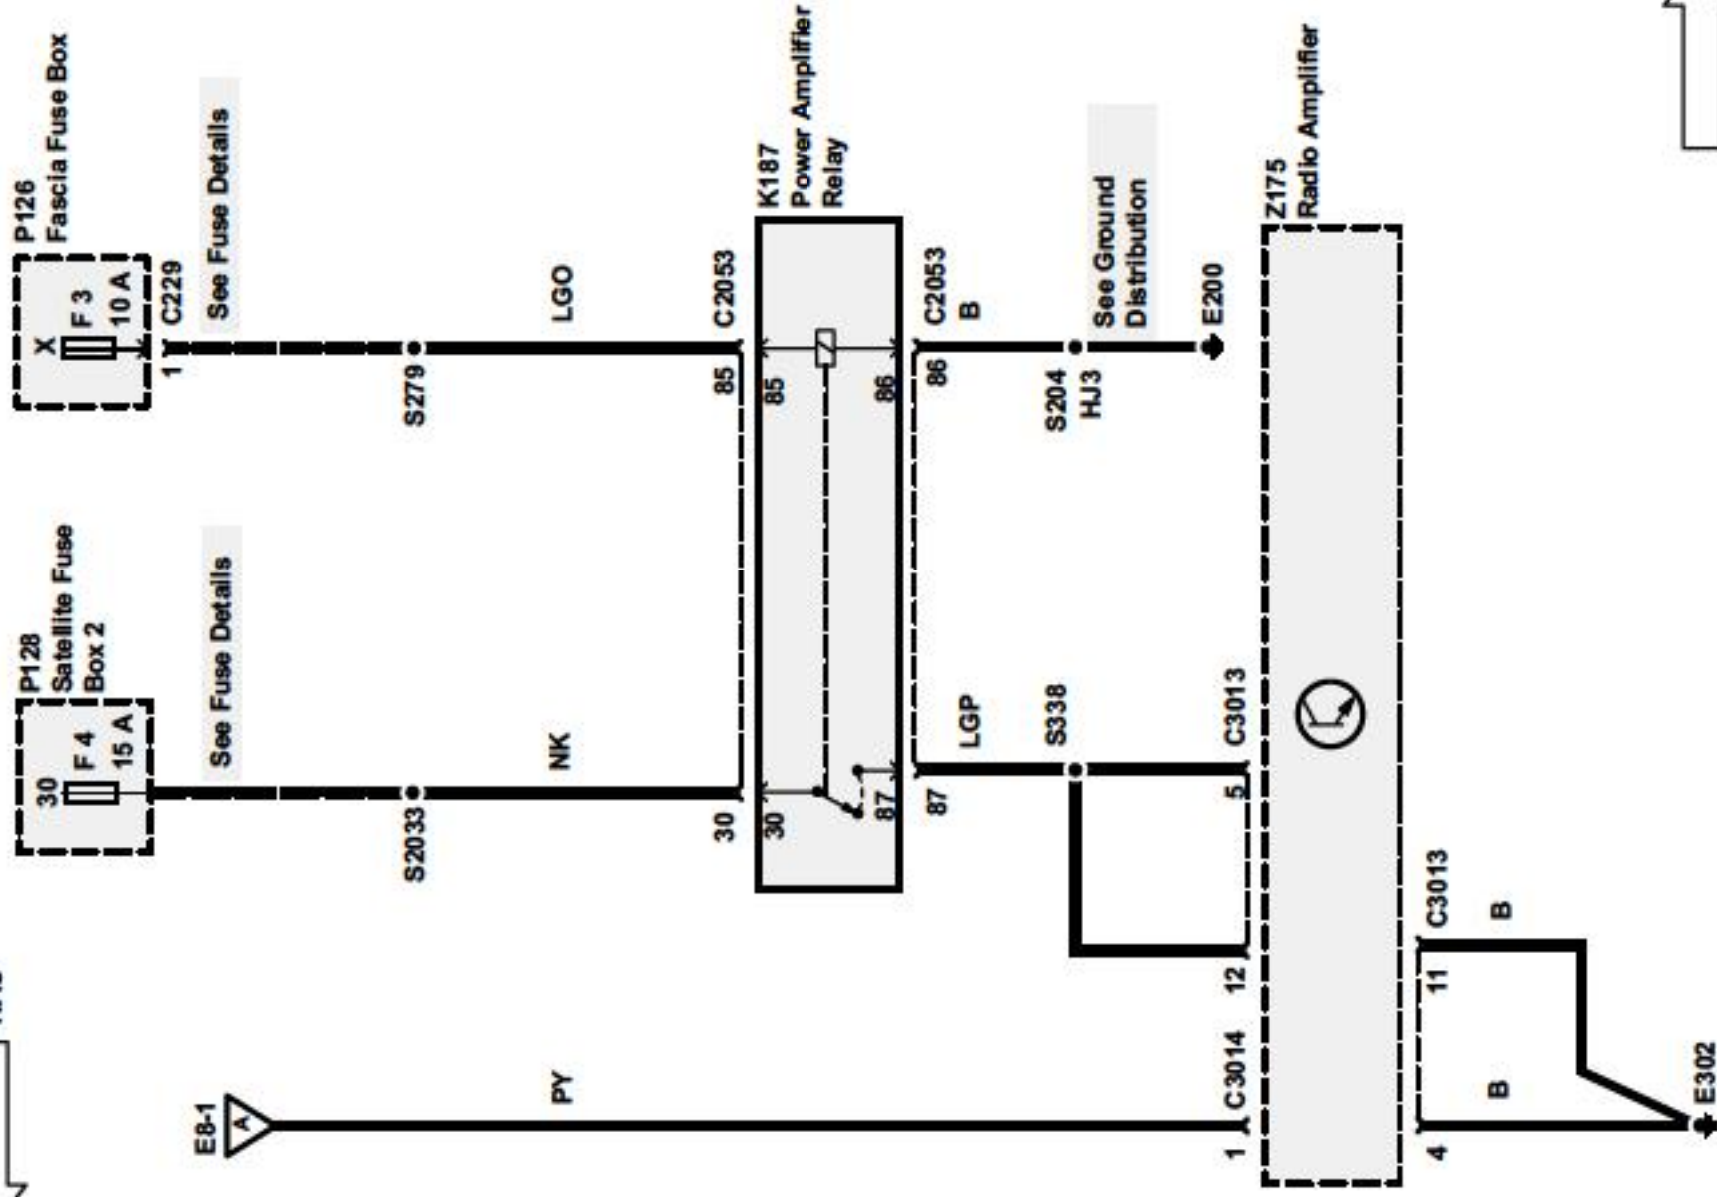 P128
Satellite Fuse
Box 2
30
F 4
15 A
See Fuse Details
P126
Fascia Fuse Box
X
F 3
10 A
1
C229
See Fuse Details
E8-1
A
S2033
S279
PY
NK
LGO
30
85
C2053
K187
Power Amplifier
Relay
30
85
87
86
87
86
C2053
LGP
B
S338
S204
HJ3
See Ground
Distribution
E200
1
C3014
12
5
C3013
Z175
Radio Amplifier
4
11
C3013
B
B
E302